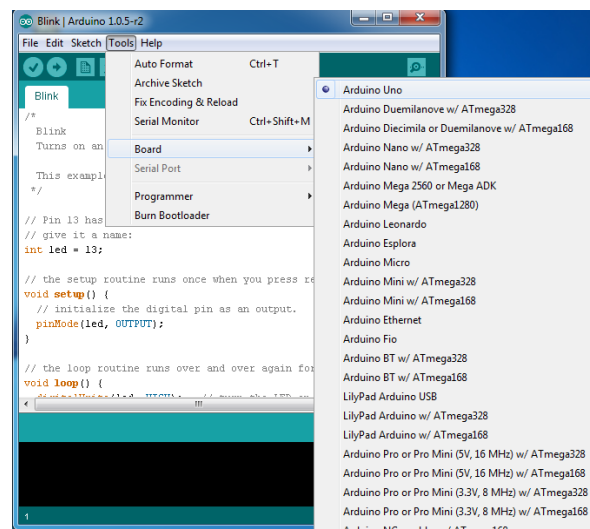 Blink | Arduino 1.0.5-r2
File Edit Sketch Tools Help
Auto Format Ctrl+T
Archive Sketch
Fix Encoding & Reload
Serial Monitor Ctrl+Shift+M
Board
Serial Port
Programmer
Burn Bootloader
Arduino Uno
Arduino Duemilanove w/ ATmega328
Arduino Diecimila or Duemilanove w/ ATmega168
Arduino Nano w/ ATmega328
Arduino Nano w/ ATmega168
Arduino Mega 2560 or Mega ADK
Arduino Mega (ATmega1280)
Arduino Leonardo
Arduino Esplora
Arduino Micro
Arduino Mini w/ ATmega328
Arduino Mini w/ ATmega168
Arduino Ethernet
Arduino Fio
Arduino BT w/ ATmega328
Arduino BT w/ ATmega168
LilyPad Arduino USB
LilyPad Arduino w/ ATmega328
LilyPad Arduino w/ ATmega168
Arduino Pro or Pro Mini (5V, 16 MHz) w/ ATmega328
Arduino Pro or Pro Mini (5V, 16 MHz) w/ ATmega168
Arduino Pro or Pro Mini (3.3V, 8 MHz) w/ ATmega328
Arduino Pro or Pro Mini (3.3V, 8 MHz) w/ ATmega168
Blink
/*
Blink
Turns on an
This exampl
*/
// Pin 13 has
// give it a name:
int led = 13;
// the setup routine runs once when you press re
void setup() {
// initialize the digital pin as an output.
pinMode(led, OUTPUT);
}
// the loop routine runs over and over again for
void loop() {
1